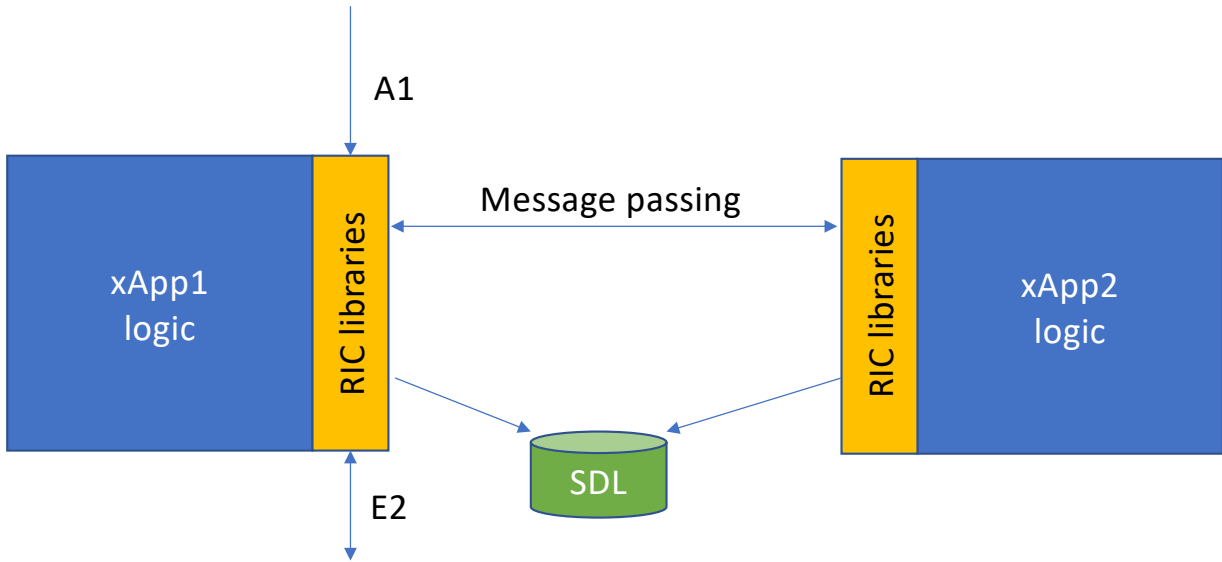 A1
Message passing
xApp1
logic
RIC libraries
RIC libraries
xApp2
logic
SDL
E2